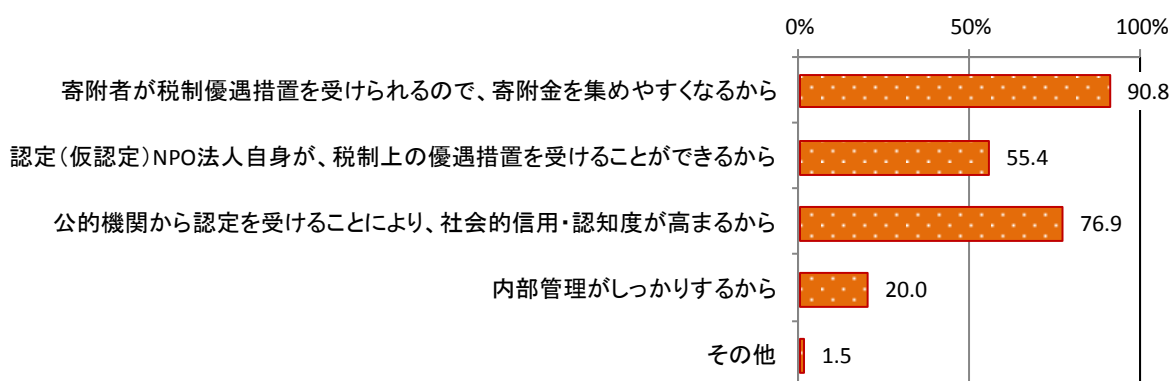 0% 50% 100%
寄附者が税制優遇措置を受けられるので、寄附金を集めやすくなるから 90.8
認定（仮認定）NPO法人自身が、税制上の優遇措置を受けることができるから 55.4
公的機関から認定を受けることにより、社会的信用・認知度が高まるから 76.9
内部管理がしっかりするから 20.0
その他 1.5